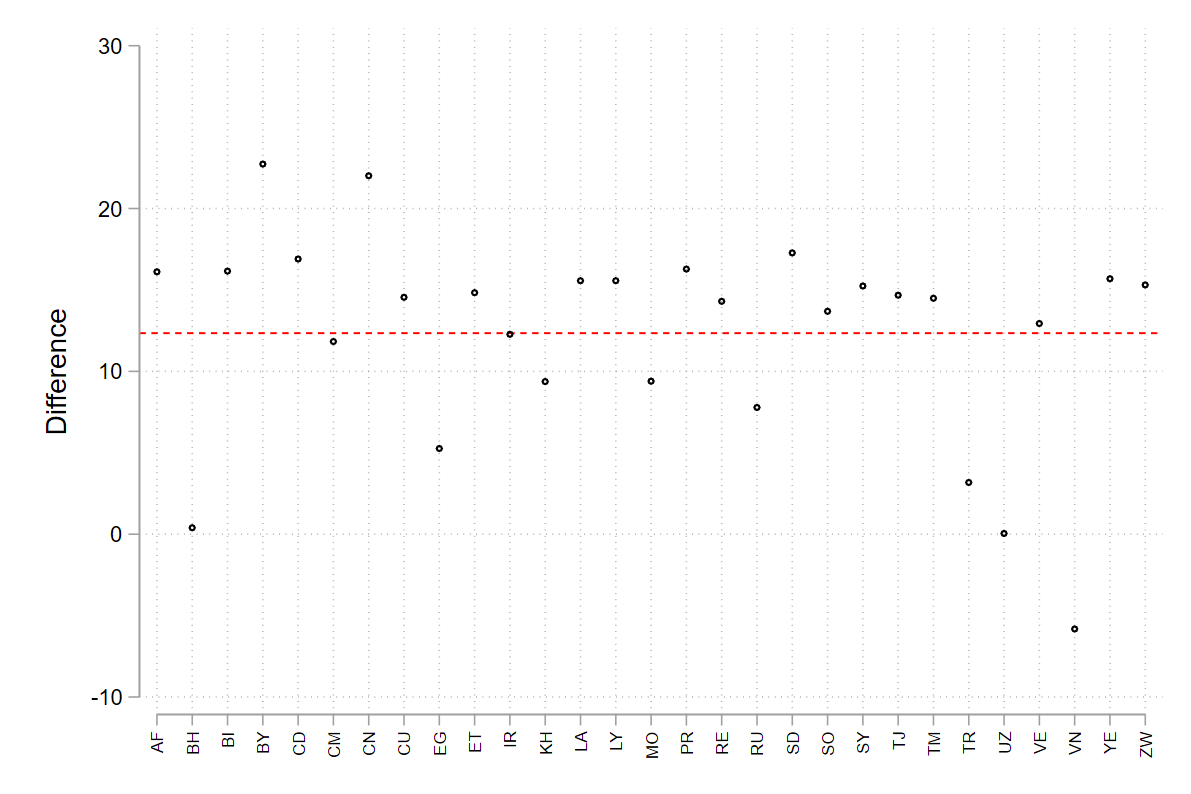 Difference
30
20
10
0
-10
AF BH BI BY CD CM CN CU EG ET IR KH LA LY MO PR RE RU SD SO SY TJ TM TR UZ VE VN YE ZW